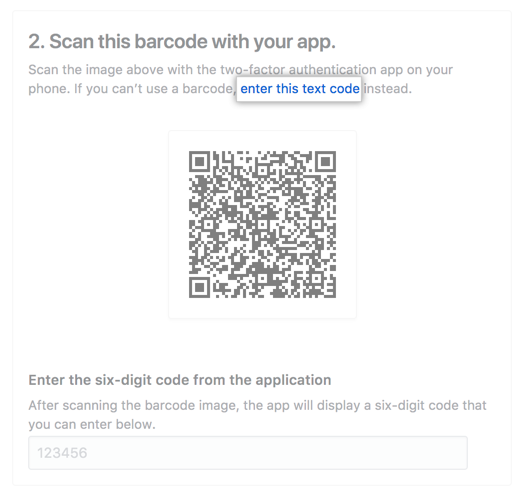 2. Scan this barcode with your app.
Scan the image above with the two-factor authentication app on your
phone. If you can't use a barcode, enter this text code instead.
Enter the six-digit code from the application
After scanning the barcode image, the app will display a six-digit code that
you can enter below.
123456